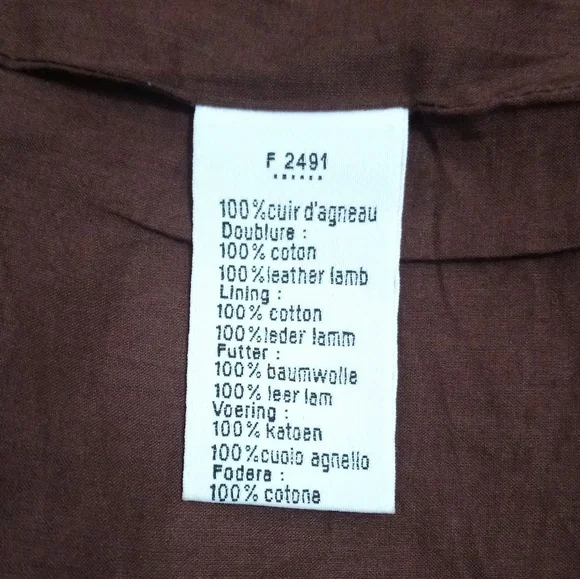 F 2491
100% cuir d'agneau
Doublure :
100% coton
100% leather lamb
Lining :
100% cotton
100% leder lamm
Futter :
100% baumwolle
100% leer lam
Voering :
100% katoen
100% cuoio agnello
Fodera :
100% cotone